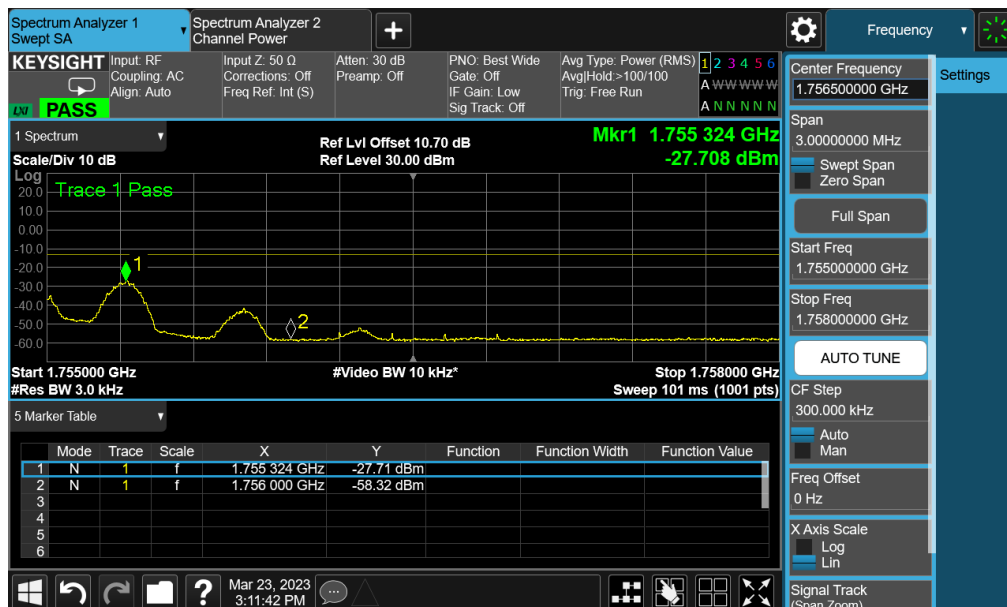 Spectrum Analyzer 1
Swept SA
Spectrum Analyzer 2
Channel Power
Frequency
KEYSIGHT
LXI
PASS
Input: RF
Coupling: AC
Align: Auto
Input Z: 50 Ω
Corrections: Off
Freq Ref: Int (S)
Atten: 30 dB
Preamp: Off
PNO: Best Wide
Gate: Off
IF Gain: Low
Sig Track: Off
Avg Type: Power (RMS)
Avg|Hold:>100/100
Trig: Free Run
1 2 3 4 5 6
A W W W W W
A N N N N N
1 Spectrum
Scale/Div 10 dB
Ref Lvl Offset 10.70 dB
Ref Level 30.00 dBm
Mkr1 1.755 324 GHz
-27.708 dBm
Log
Trace 1 Pass
20.0
10.0
0.00
-10.0
-20.0
-30.0
-40.0
-50.0
-60.0
1
2
Start 1.755000 GHz
#Video BW 10 kHz*
Stop 1.758000 GHz
#Res BW 3.0 kHz
Sweep 101 ms (1001 pts)
5 Marker Table
Mode Trace Scale X Y Function Function Width Function Value
1 N 1 f 1.755 324 GHz -27.71 dBm
2 N 1 f 1.756 000 GHz -58.32 dBm
3
4
5
6
?
Mar 23, 2023
3:11:42 PM
Center Frequency
1.756500000 GHz
Span
3.00000000 MHz
Swept Span
Zero Span
Full Span
Start Freq
1.755000000 GHz
Stop Freq
1.758000000 GHz
AUTO TUNE
CF Step
300.000 kHz
Auto
Man
Freq Offset
0 Hz
X Axis Scale
Log
Lin
Signal Track
(Span Zoom)
Settings